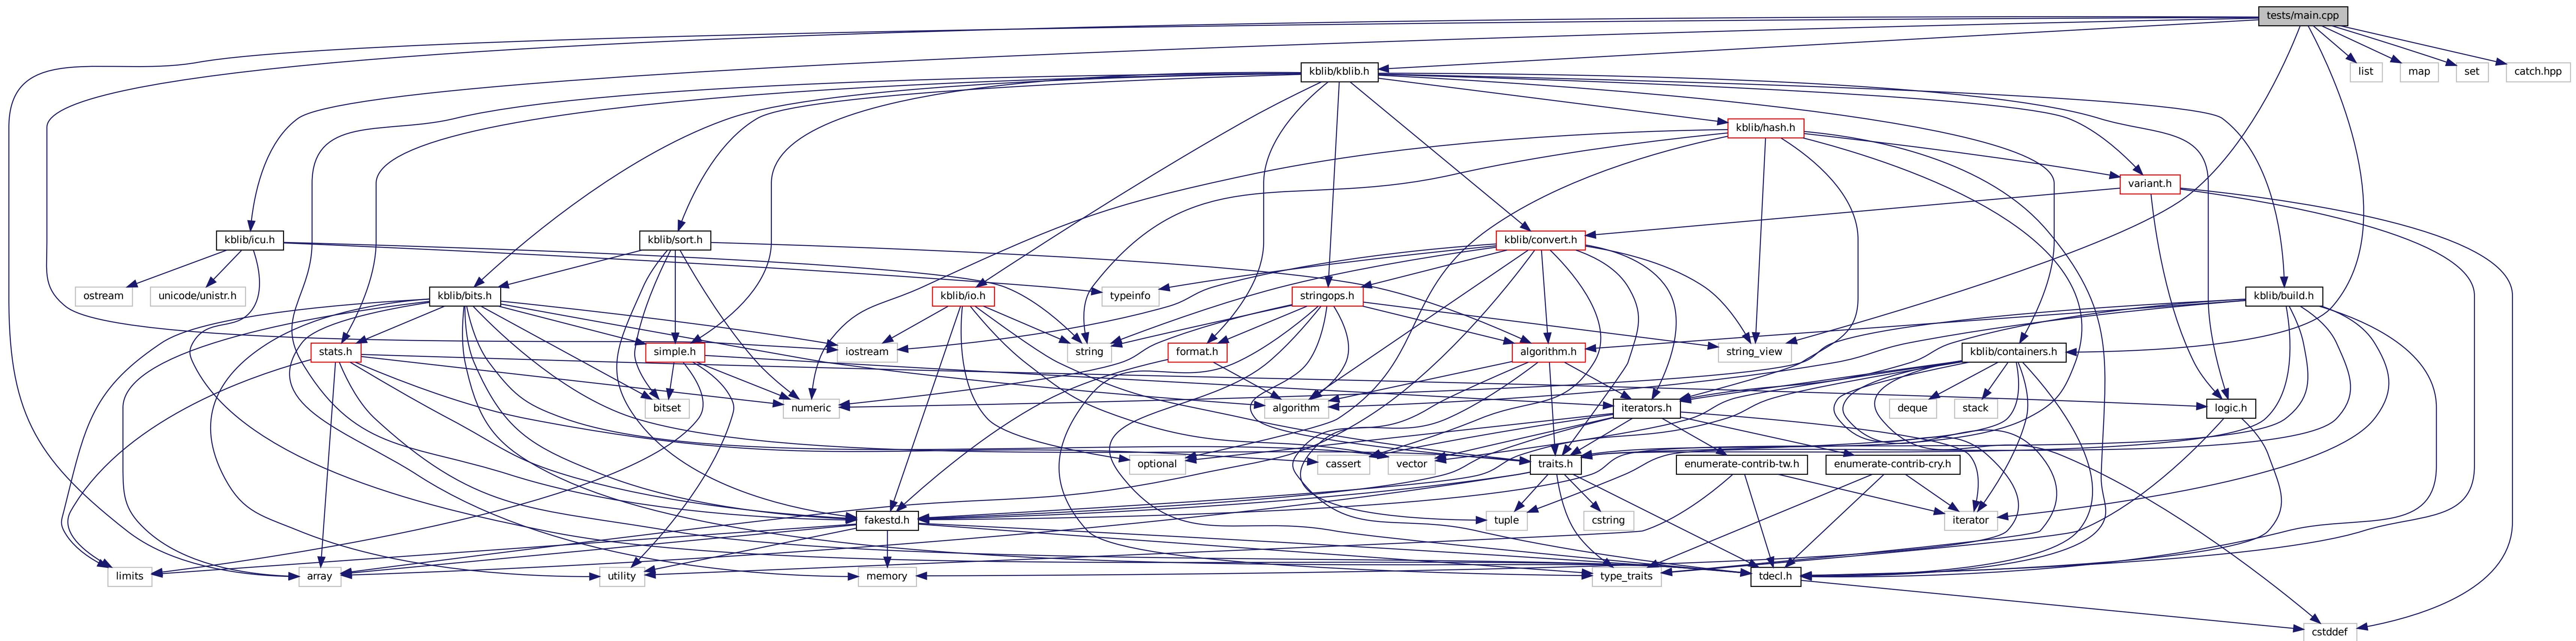 tests/main.cpp
kblib/kblib.h
list
map
set
catch.hpp
kblib/hash.h
variant.h
kblib/icu.h
kblib/sort.h
kblib/convert.h
ostream
unicode/unistr.h
kblib/bits.h
kblib/io.h
typeinfo
stringops.h
kblib/build.h
stats.h
simple.h
iostream
string
format.h
algorithm.h
string_view
kblib/containers.h
bitset
numeric
algorithm
iterators.h
deque
stack
logic.h
optional
cassert
vector
traits.h
enumerate-contrib-tw.h
enumerate-contrib-cry.h
fakestd.h
tuple
cstring
iterator
limits
array
utility
memory
type_traits
tdecl.h
cstddef